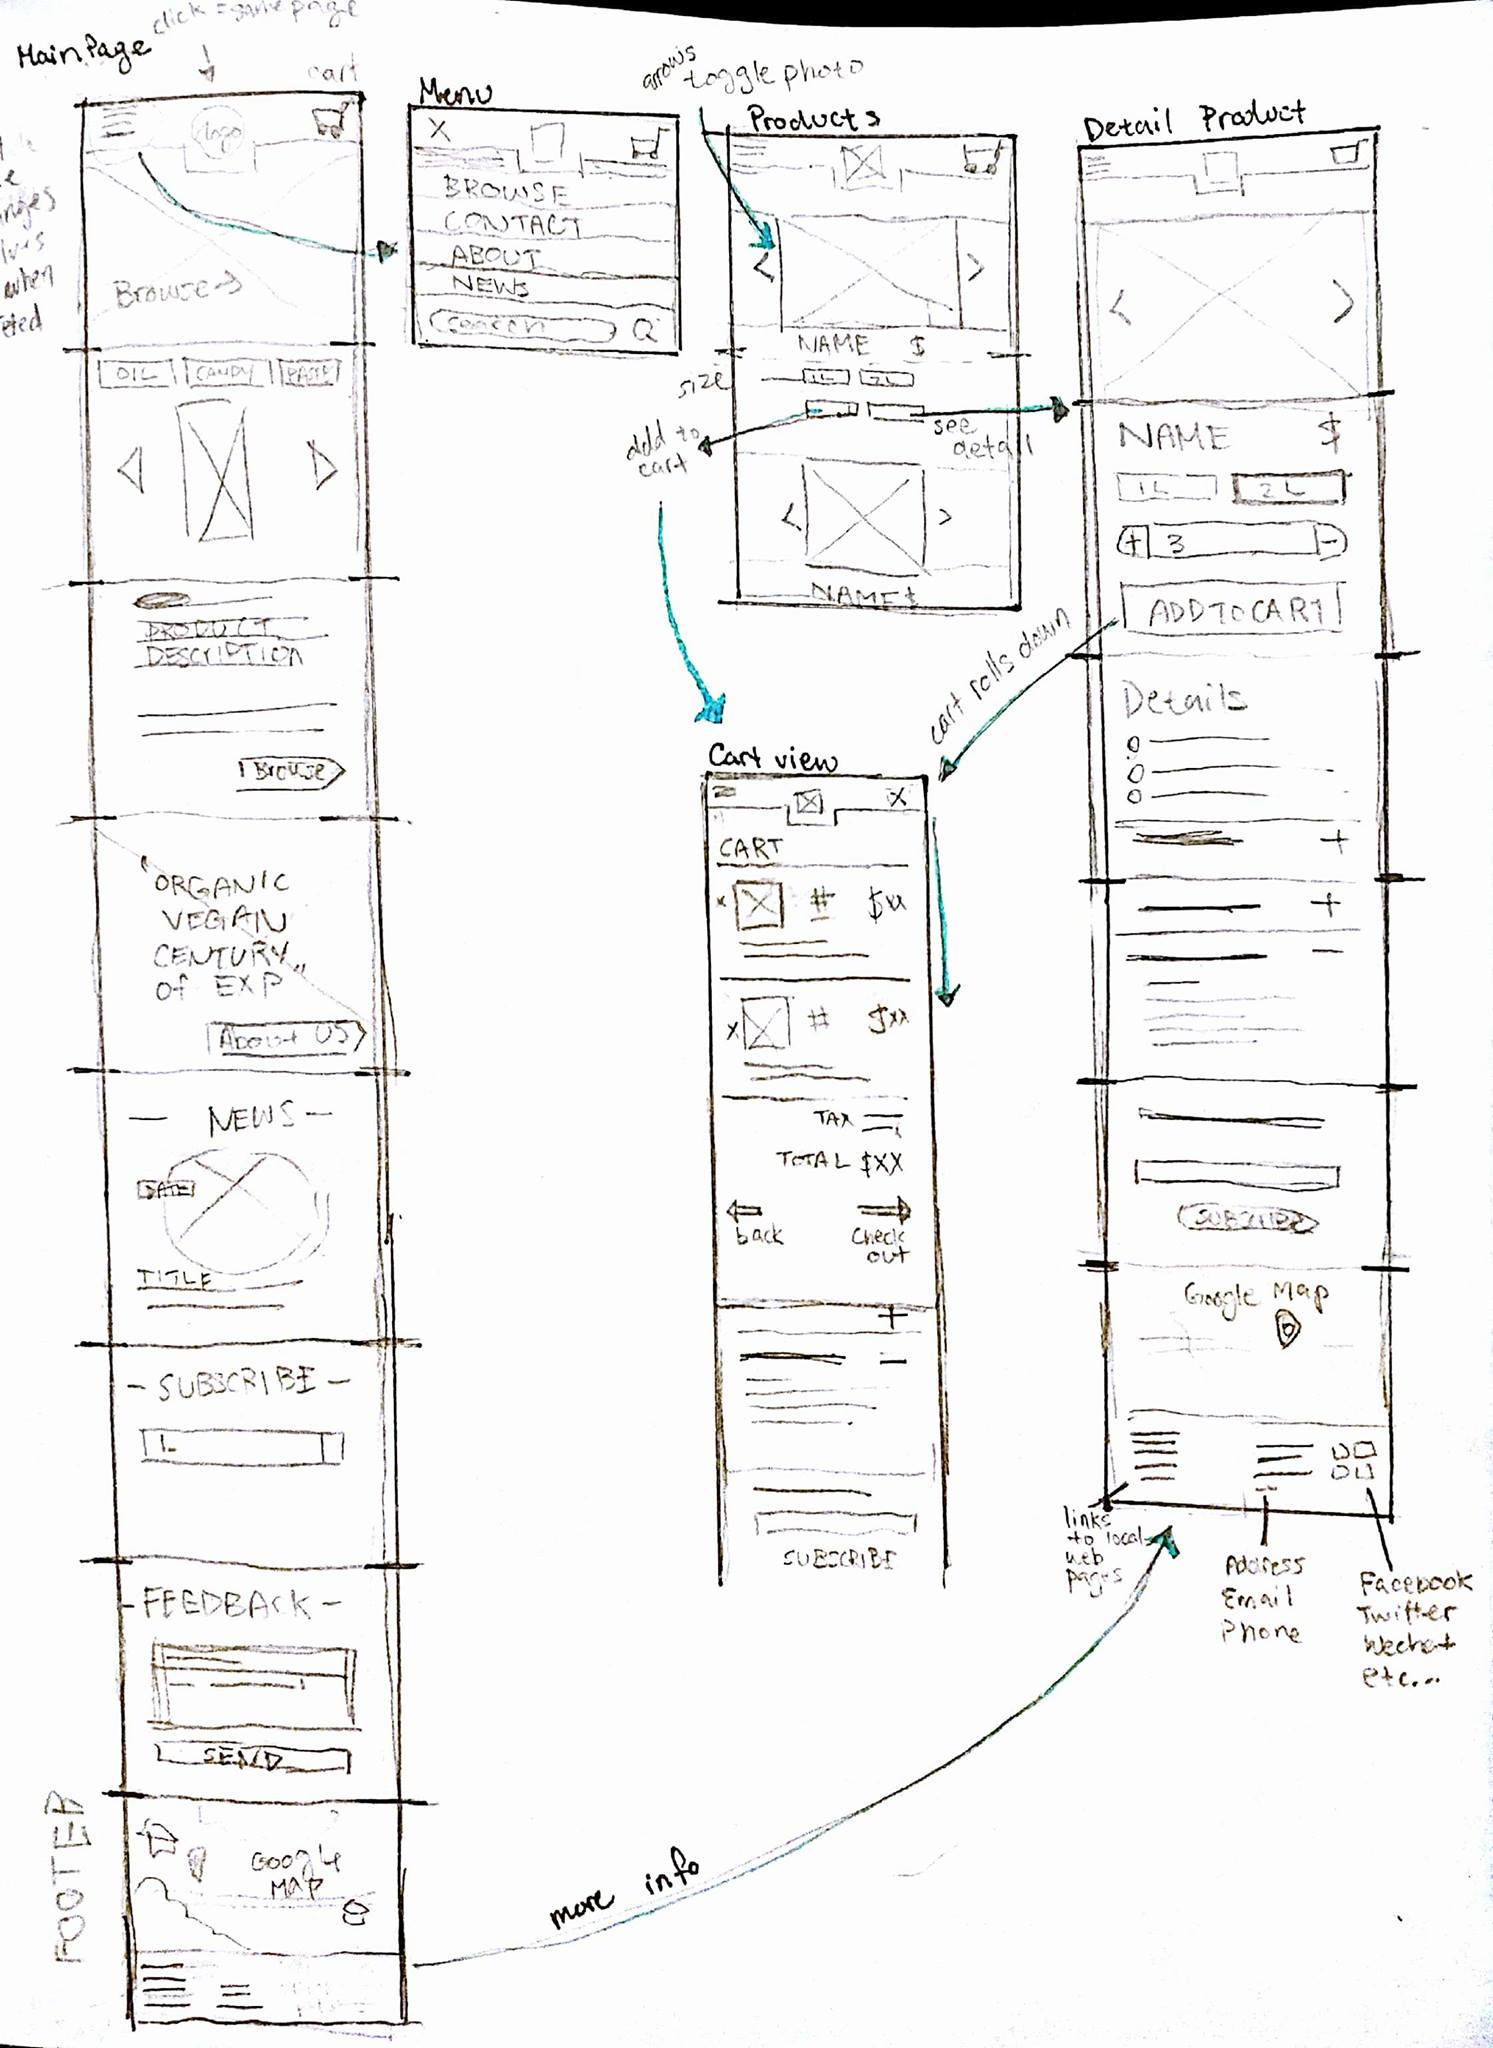 Main Page
click = same page
cart
logo
Browse →
OIL
CANDY
PASTE
PRODUCT
DESCRIPTION
Browse
"ORGANIC
VEGAN
CENTURY"
of EXP
About US
— NEWS —
DATE
TITLE
- SUBSCRIBE -
- FEEDBACK -
SEND
FOOTER
GOOGLE
MAP
more info
Menu
X
BROWSE
CONTACT
ABOUT
NEWS
search
arrows
toggle photo
Products
< >
NAME $
size
1L 2L
add to
cart
see
detail
< >
NAME $
Cart view
X
CART
x # $xx
x # $xx
TAX
TOTAL $XX
back
check
out
+
SUBSCRIBE
Detail Product
< >
NAME $
1L 2L
+ 3 -
ADD TO CART
cart rolls down
Details
+
+
SUBSCRIBE
Google Map
links
to local
web
pages
Address
Email
Phone
Facebook
Twitter
Wechat
etc...